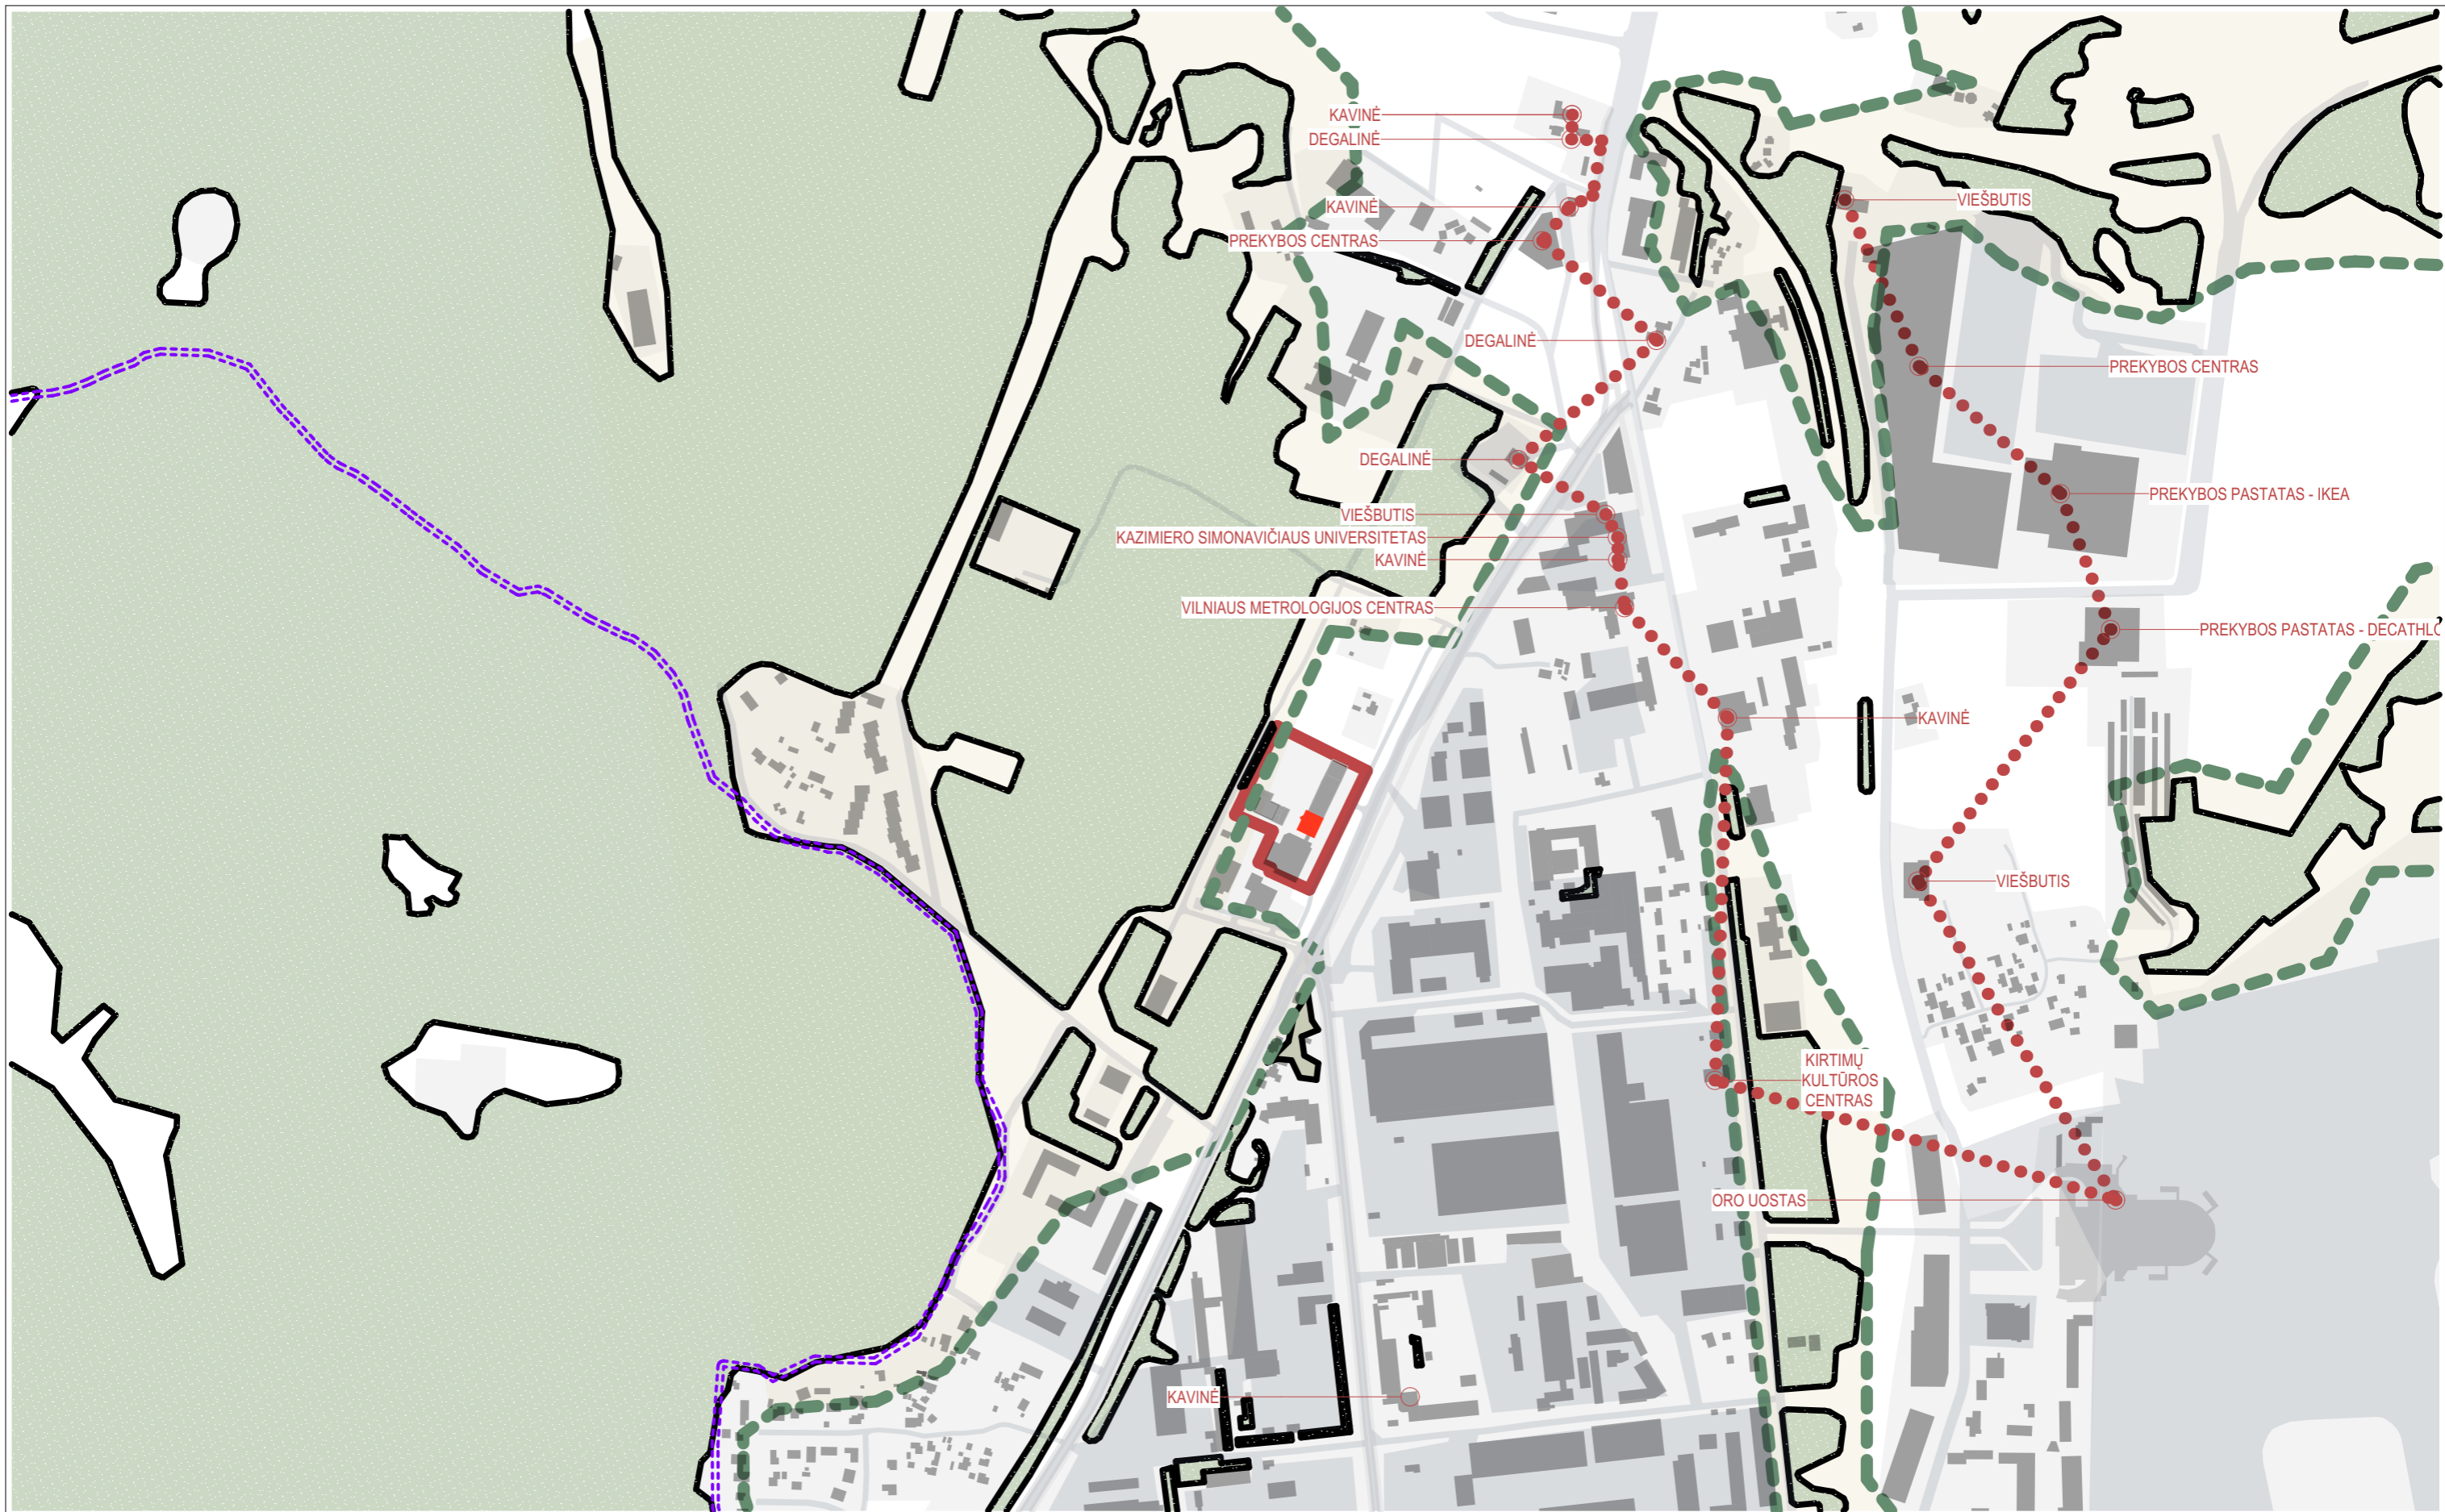 KAVINĖ
DEGALINĖ
VIEŠBUTIS
KAVINĖ
PREKYBOS CENTRAS
DEGALINĖ
PREKYBOS CENTRAS
DEGALINĖ
PREKYBOS PASTATAS - IKEA
VIEŠBUTIS
KAZIMIERO SIMONAVIČIAUS UNIVERSITETAS
KAVINĖ
VILNIAUS METROLOGIJOS CENTRAS
PREKYBOS PASTATAS - DECATHLO
KAVINĖ
VIEŠBUTIS
KIRTIMŲ
KULTŪROS
CENTRAS
ORO UOSTAS
KAVINĖ